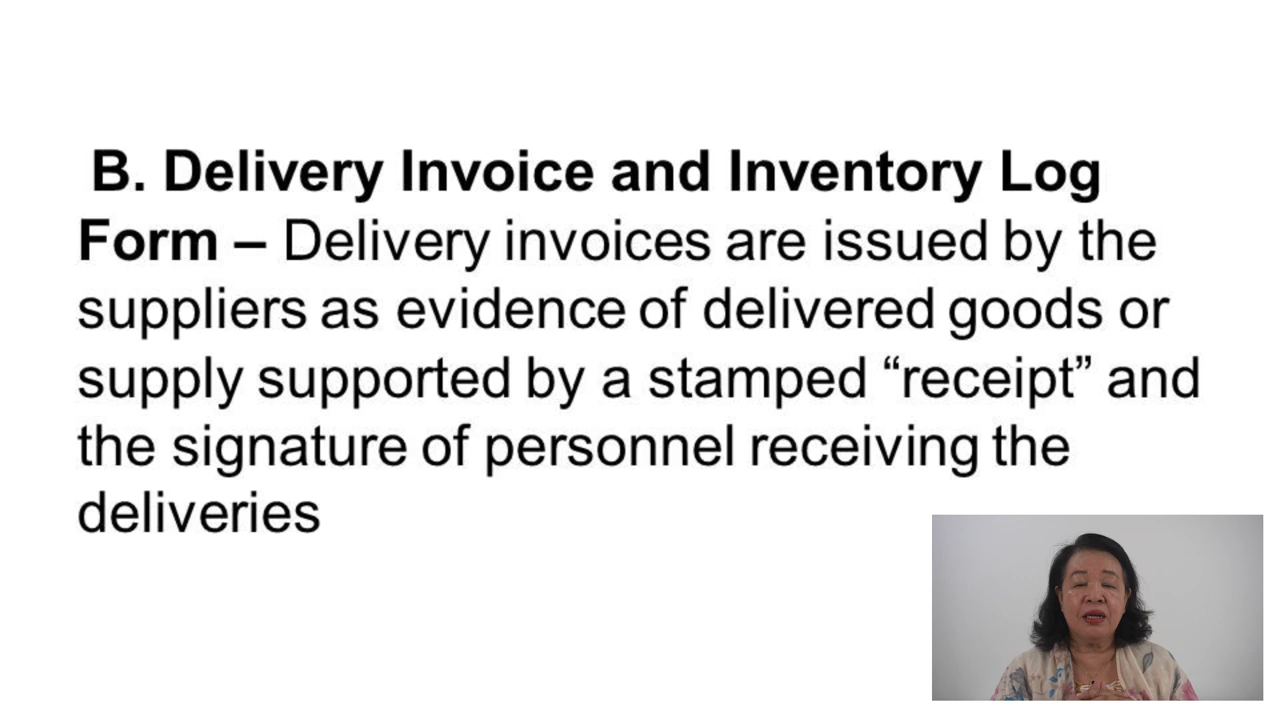 B. Delivery Invoice and Inventory Log
Form – Delivery invoices are issued by the
suppliers as evidence of delivered goods or
supply supported by a stamped “receipt” and
the signature of personnel receiving the
deliveries